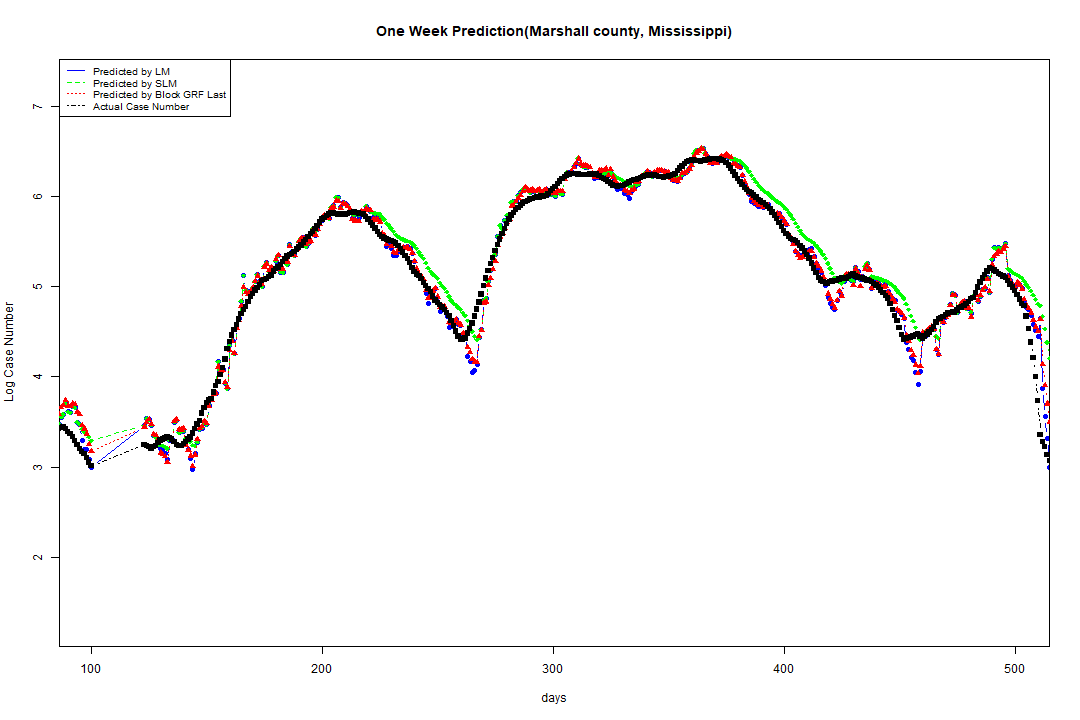 One Week Prediction(Marshall county, Mississippi)
Predicted by LM
Predicted by SLM
Predicted by Block GRF Last
Actual Case Number
7
6
5
4
3
2
Log Case Number
100
200
300
400
500
days